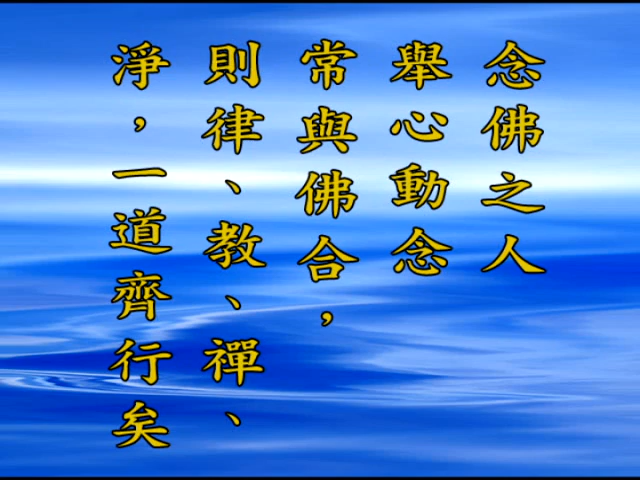 念佛之人
舉心動念
常與佛合，
則律、教、禪、
淨，一道齊行矣